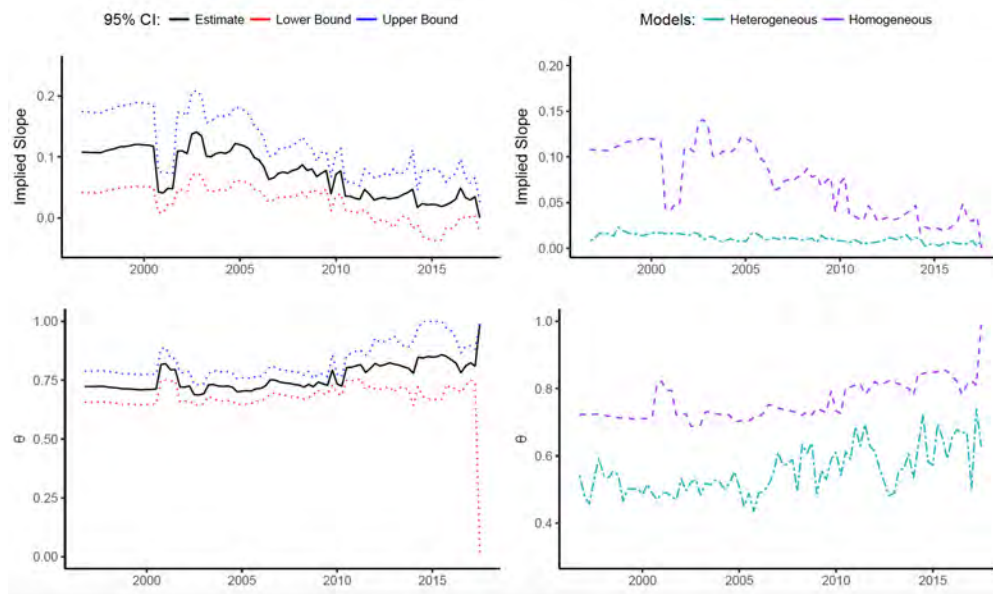 95% CI: Estimate Lower Bound Upper Bound
Models: Heterogeneous Homogeneous
Implied Slope
0.2
0.1
0.0
2000 2005 2010 2015
Implied Slope
0.20
0.15
0.10
0.05
0.00
2000 2005 2010 2015
θ
1.00
0.75
0.50
0.25
0.00
2000 2005 2010 2015
θ
1.0
0.8
0.6
0.4
2000 2005 2010 2015